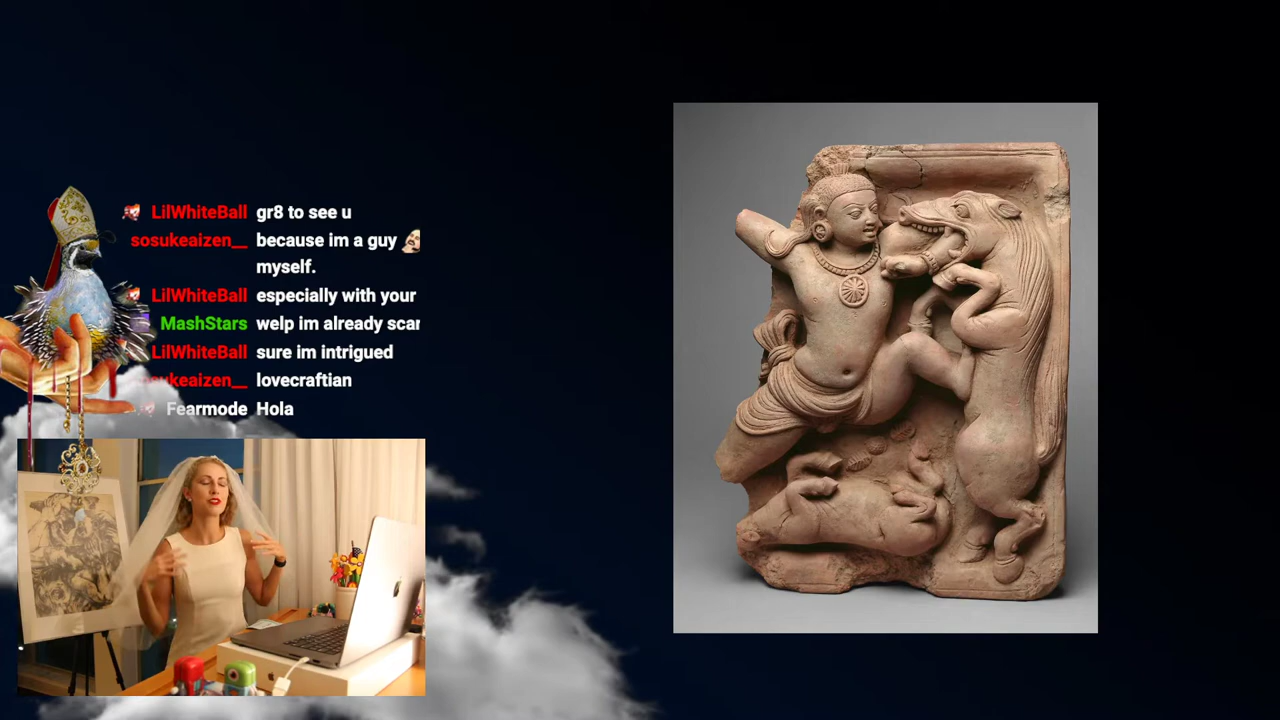 LilWhiteBall gr8 to see u
sosukeaizen__ because im a guy
myself.
LilWhiteBall especially with your
MashStars welp im already scar
LilWhiteBall sure im intrigued
sukeaizen__ lovecraftian
Fearmode Hola